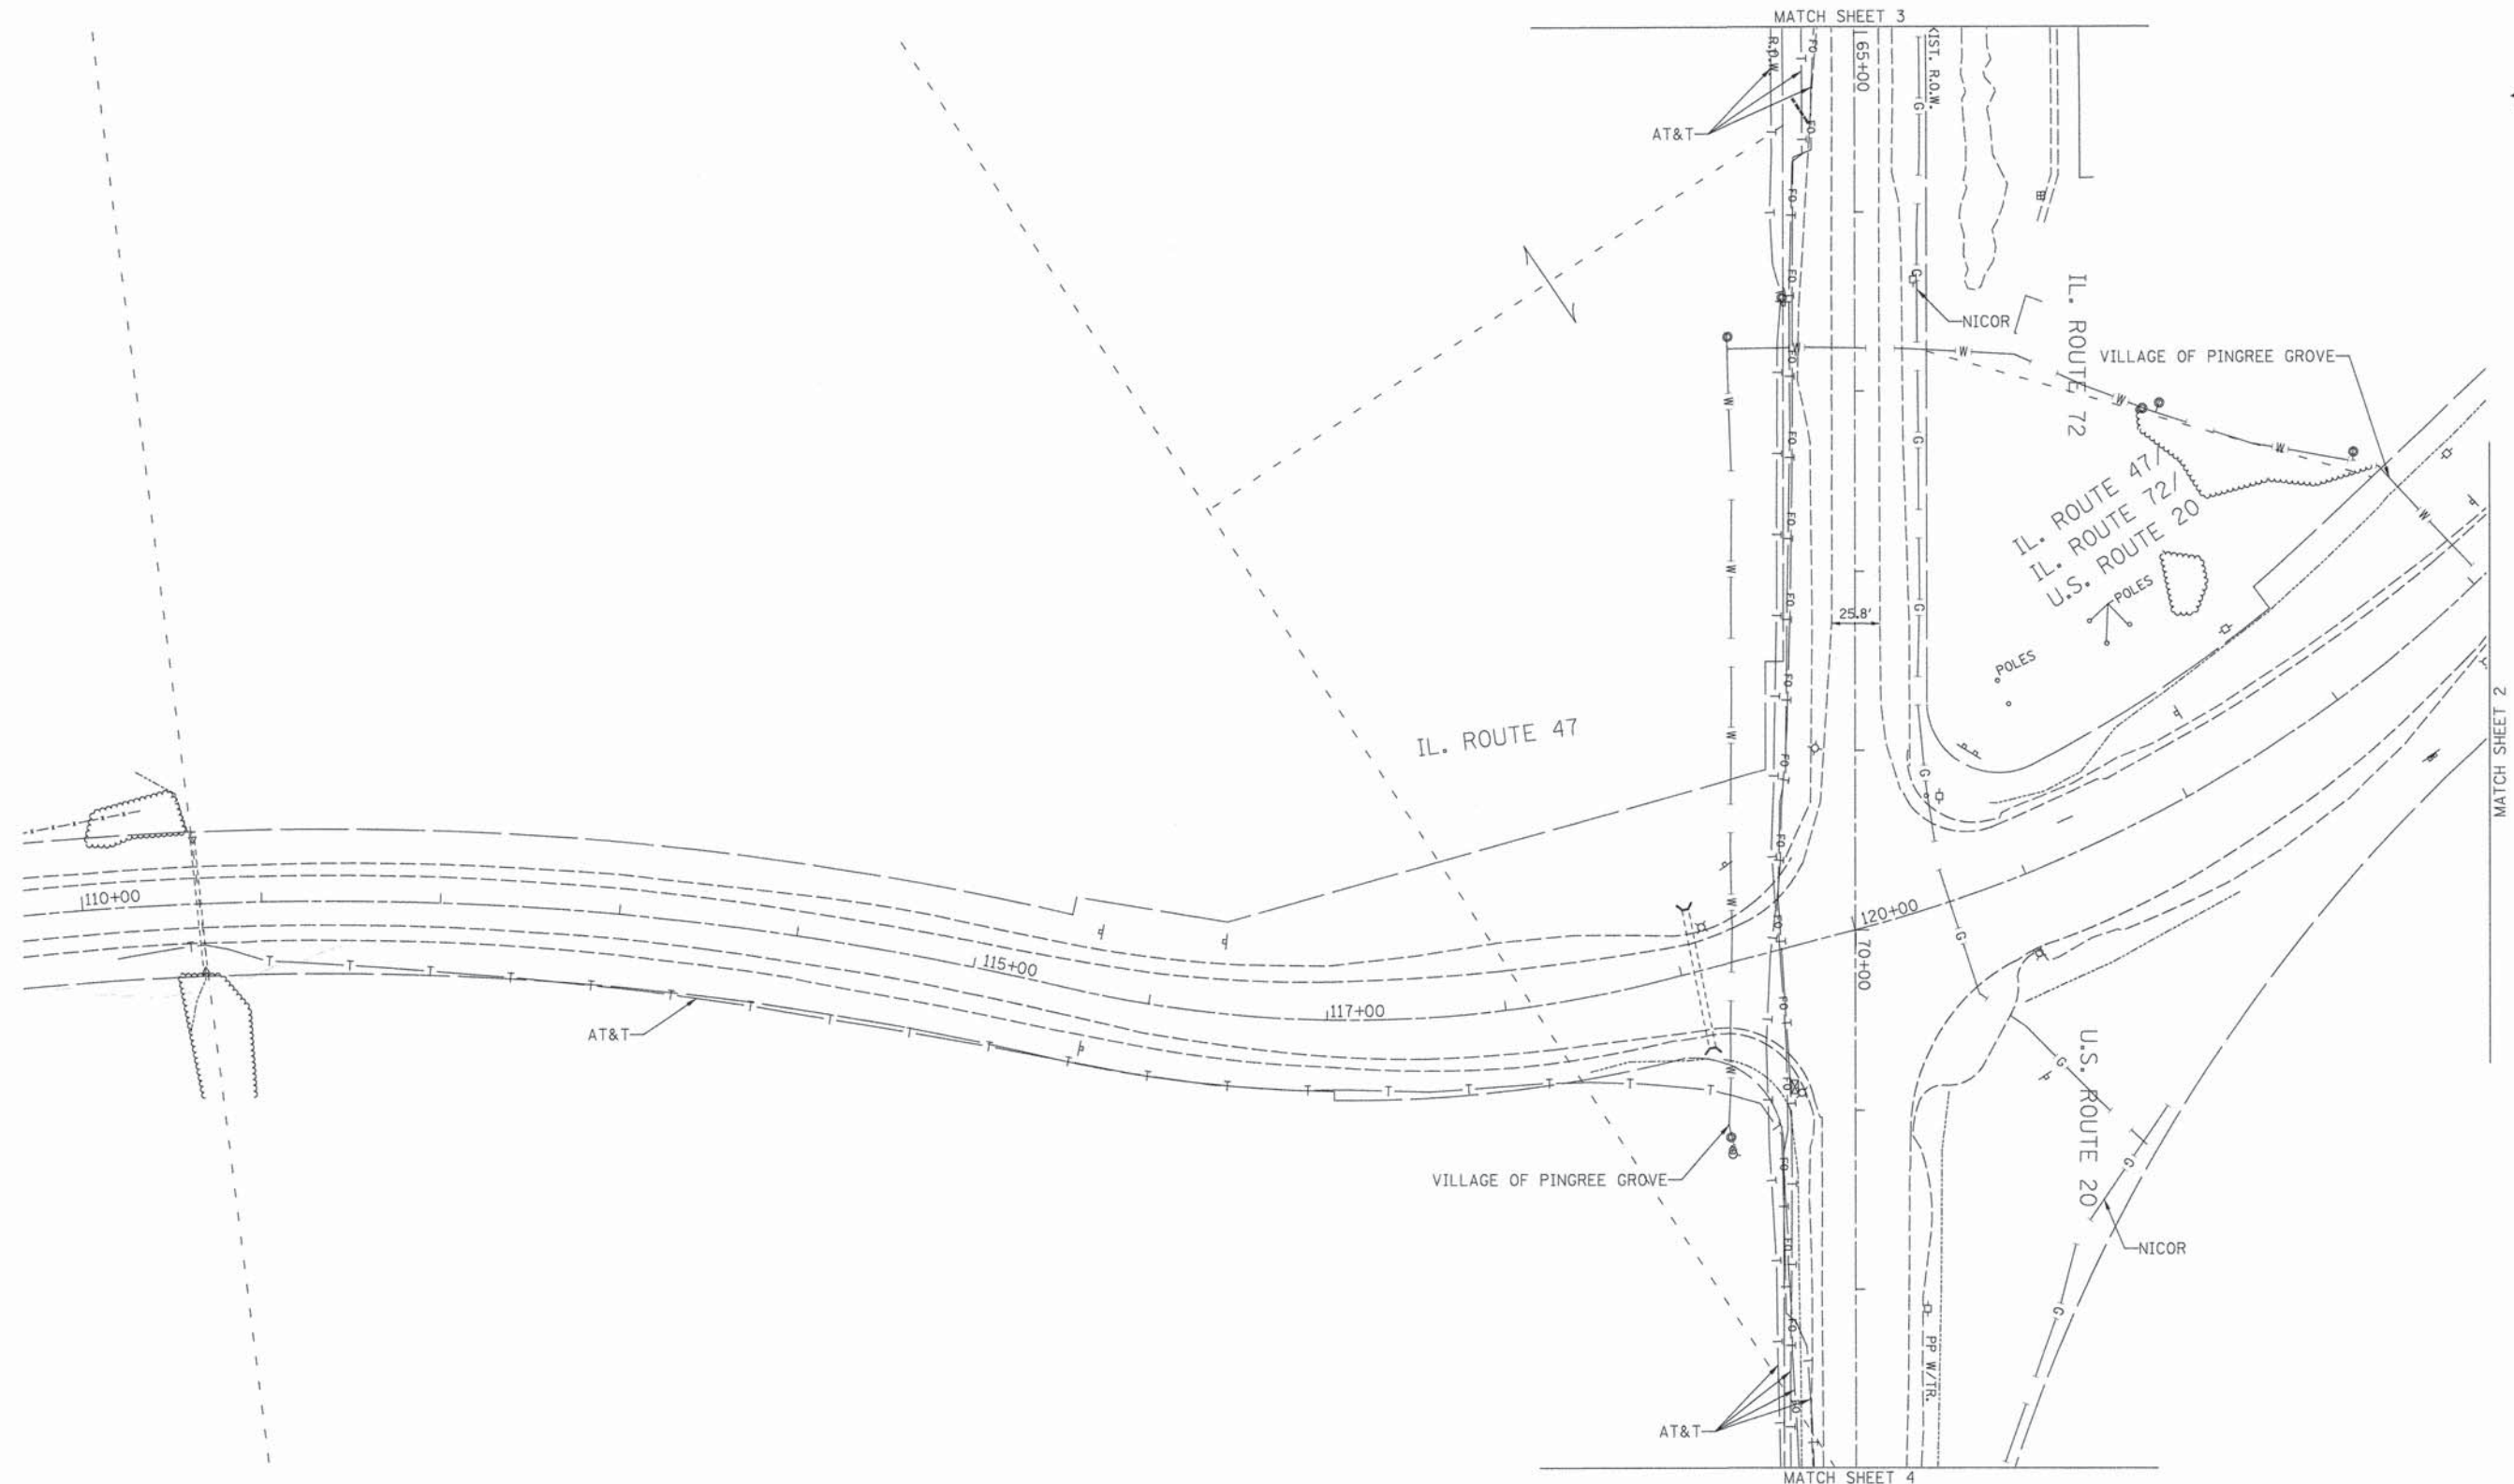 MATCH SHEET 3
R.O.W.
65+00
XIST. R.O.W.
AT&T
NICOR
IL. ROUTE 72
VILLAGE OF PINGREE GROVE
IL. ROUTE 47/
IL. ROUTE 72/
U.S. ROUTE 20
POLES
POLES
25.8'
IL. ROUTE 47
MATCH SHEET 2
110+00
115+00
117+00
120+00
70+00
AT&T
U.S. ROUTE 20
VILLAGE OF PINGREE GROVE
NICOR
PP W/TR.
AT&T
MATCH SHEET 4